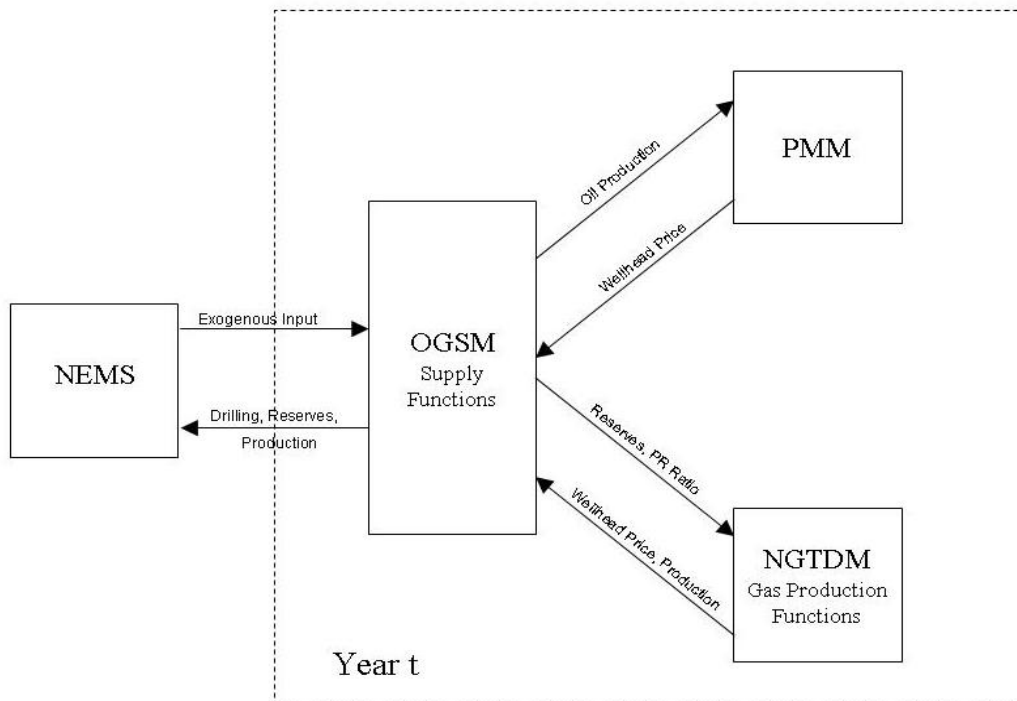 PMM
Oil Production
Wellhead Price
NEMS
Exogenous Input
Drilling, Reserves,
Production
OGSM
Supply
Functions
Reserves, PR Ratio
Wellhead Price, Production
NGTDM
Gas Production
Functions
Year t